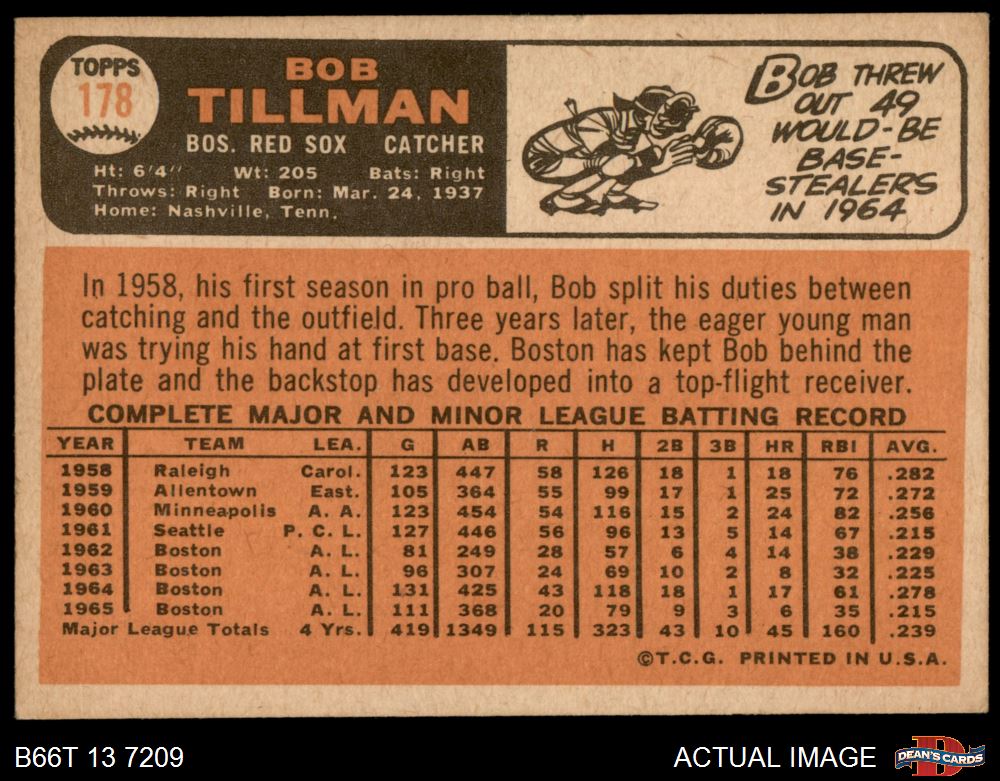 TOPPS
178
BOB
TILLMAN
BOS. RED SOX CATCHER
Ht: 6'4" Wt: 205 Bats: Right
Throws: Right Born: Mar. 24, 1937
Home: Nashville, Tenn.
BOB THREW
OUT 49
WOULD-BE
BASE-
STEALERS
IN 1964
In 1958, his first season in pro ball, Bob split his duties between
catching and the outfield. Three years later, the eager young man
was trying his hand at first base. Boston has kept Bob behind the
plate and the backstop has developed into a top-flight receiver.
COMPLETE MAJOR AND MINOR LEAGUE BATTING RECORD
YEAR TEAM LEA. G AB R H 2B 3B HR RBI AVG.
1958 Raleigh Carol. 123 447 58 126 18 1 18 76 .282
1959 Allentown East. 105 364 55 99 17 1 25 72 .272
1960 Minneapolis A. A. 123 454 54 116 15 2 24 82 .256
1961 Seattle P. C. L. 127 446 56 96 13 5 14 67 .215
1962 Boston A. L. 81 249 28 57 6 4 14 38 .229
1963 Boston A. L. 96 307 24 69 10 2 8 32 .225
1964 Boston A. L. 131 425 43 118 18 1 17 61 .278
1965 Boston A. L. 111 368 20 79 9 3 6 35 .215
Major League Totals 4 Yrs. 419 1349 115 323 43 10 45 160 .239
©T.C.G. PRINTED IN U.S.A.
B66T 13 7209 ACTUAL IMAGE
DEAN'S CARDS